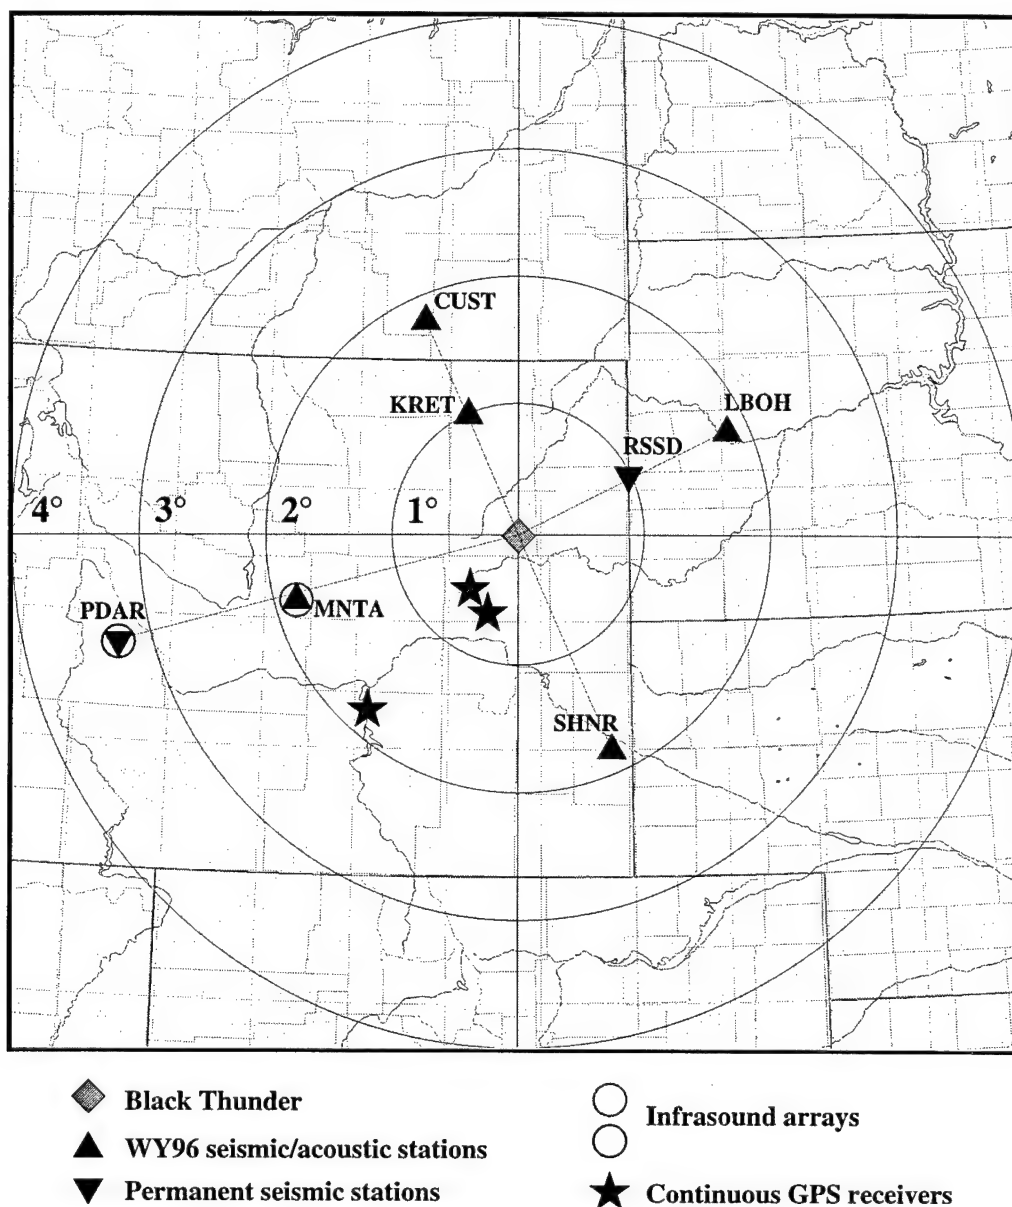 CUST
KRET
LBOH
RSSD
4°
3°
2°
1°
PDAR
MNTA
SHNR
Black Thunder
WY96 seismic/acoustic stations
Permanent seismic stations
Infrasound arrays
Continuous GPS receivers